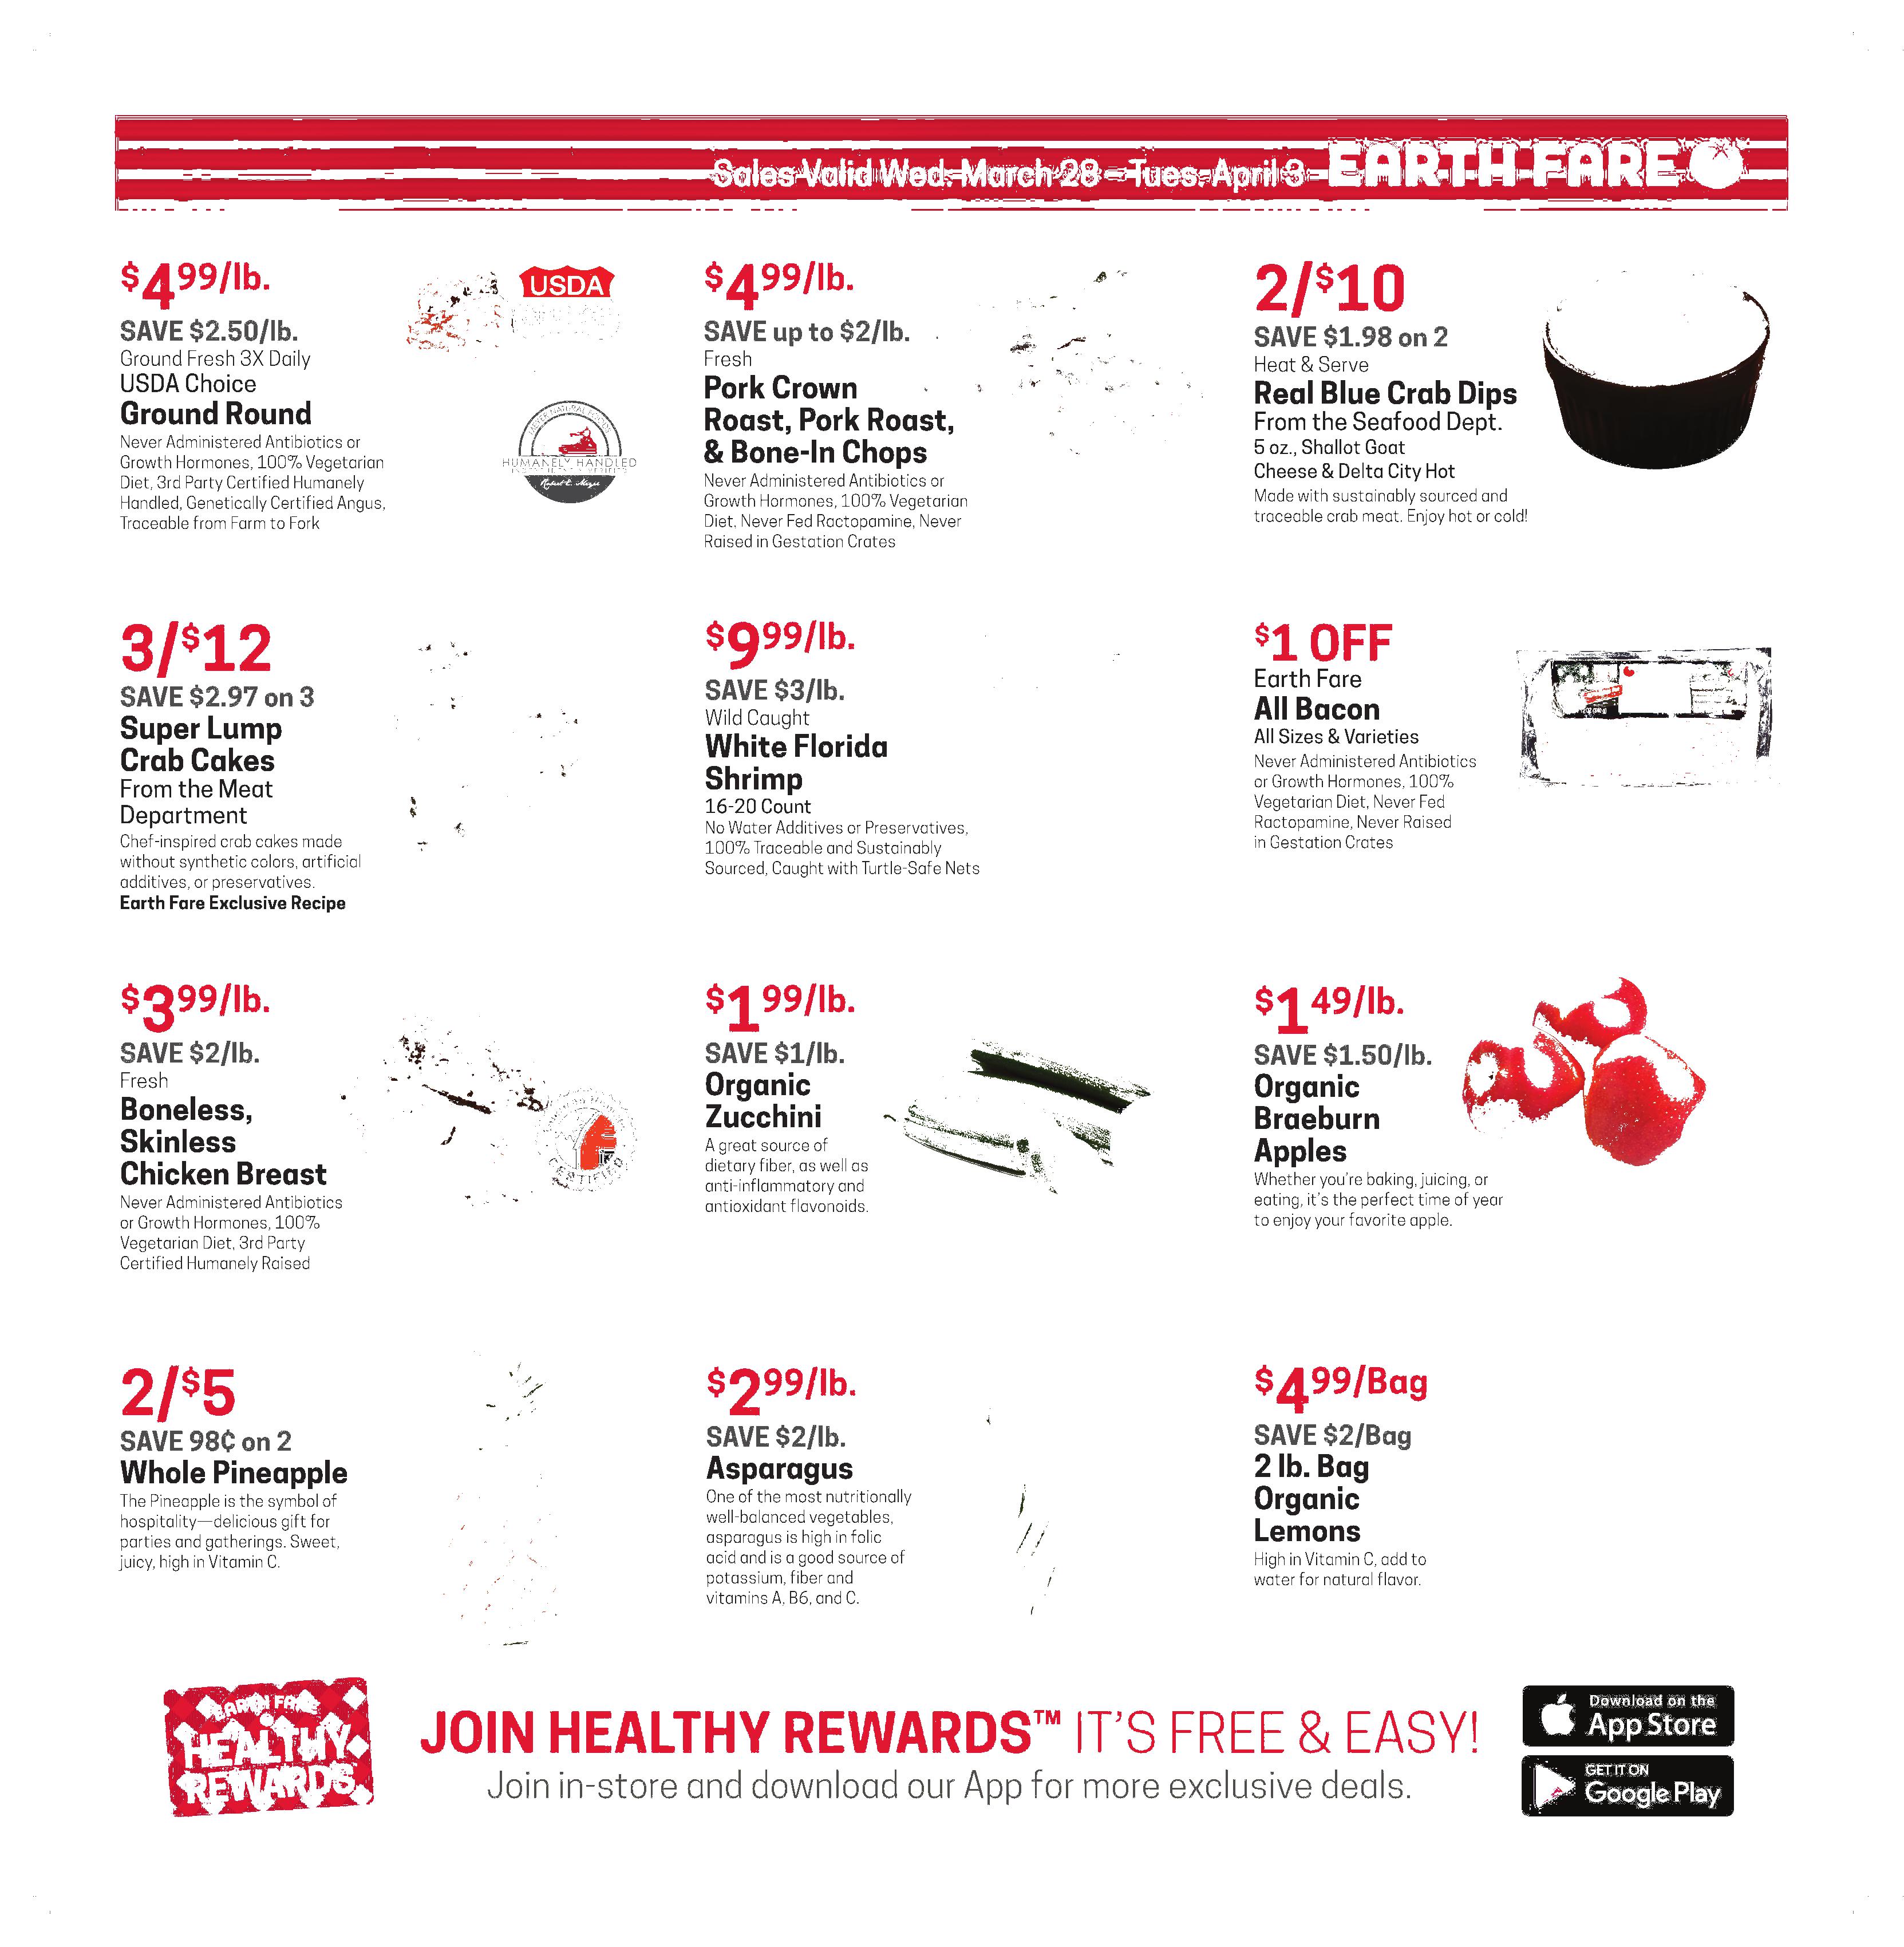 Sales Valid Wed. March 28 – Tues. April 3 EARTH FARE
$4.99/lb.
SAVE $2.50/lb.
Ground Fresh 3X Daily
USDA Choice
Ground Round
Never Administered Antibiotics or
Growth Hormones, 100% Vegetarian
Diet, 3rd Party Certified Humanely
Handled, Genetically Certified Angus,
Traceable from Farm to Fork
USDA
HUMANELY HANDLED
$4.99/lb.
SAVE up to $2/lb.
Fresh
Pork Crown
Roast, Pork Roast,
& Bone-In Chops
Never Administered Antibiotics or
Growth Hormones, 100% Vegetarian
Diet, Never Fed Ractopamine, Never
Raised in Gestation Crates
2/$10
SAVE $1.98 on 2
Heat & Serve
Real Blue Crab Dips
From the Seafood Dept.
5 oz., Shallot Goat
Cheese & Delta City Hot
Made with sustainably sourced and
traceable crab meat. Enjoy hot or cold!
3/$12
SAVE $2.97 on 3
Super Lump
Crab Cakes
From the Meat
Department
Chef-inspired crab cakes made
without synthetic colors, artificial
additives, or preservatives.
Earth Fare Exclusive Recipe
$9.99/lb.
SAVE $3/lb.
Wild Caught
White Florida
Shrimp
16-20 Count
No Water Additives or Preservatives,
100% Traceable and Sustainably
Sourced, Caught with Turtle-Safe Nets
$1 OFF
Earth Fare
All Bacon
All Sizes & Varieties
Never Administered Antibiotics
or Growth Hormones, 100%
Vegetarian Diet, Never Fed
Ractopamine, Never Raised
in Gestation Crates
$3.99/lb.
SAVE $2/lb.
Fresh
Boneless,
Skinless
Chicken Breast
Never Administered Antibiotics
or Growth Hormones, 100%
Vegetarian Diet, 3rd Party
Certified Humanely Raised
CERTIFIED
$1.99/lb.
SAVE $1/lb.
Organic
Zucchini
A great source of
dietary fiber, as well as
anti-inflammatory and
antioxidant flavonoids.
$1.49/lb.
SAVE $1.50/lb.
Organic
Braeburn
Apples
Whether you're baking, juicing, or
eating, it's the perfect time of year
to enjoy your favorite apple.
2/$5
SAVE 98¢ on 2
Whole Pineapple
The Pineapple is the symbol of
hospitality—delicious gift for
parties and gatherings. Sweet,
juicy, high in Vitamin C.
$2.99/lb.
SAVE $2/lb.
Asparagus
One of the most nutritionally
well-balanced vegetables,
asparagus is high in folic
acid and is a good source of
potassium, fiber and
vitamins A, B6, and C.
$4.99/Bag
SAVE $2/Bag
2 lb. Bag
Organic
Lemons
High in Vitamin C, add to
water for natural flavor.
EARTH FARE
HEALTHY
REWARDS
JOIN HEALTHY REWARDS™ IT'S FREE & EASY!
Join in-store and download our App for more exclusive deals.
Download on the
App Store
GET IT ON
Google Play